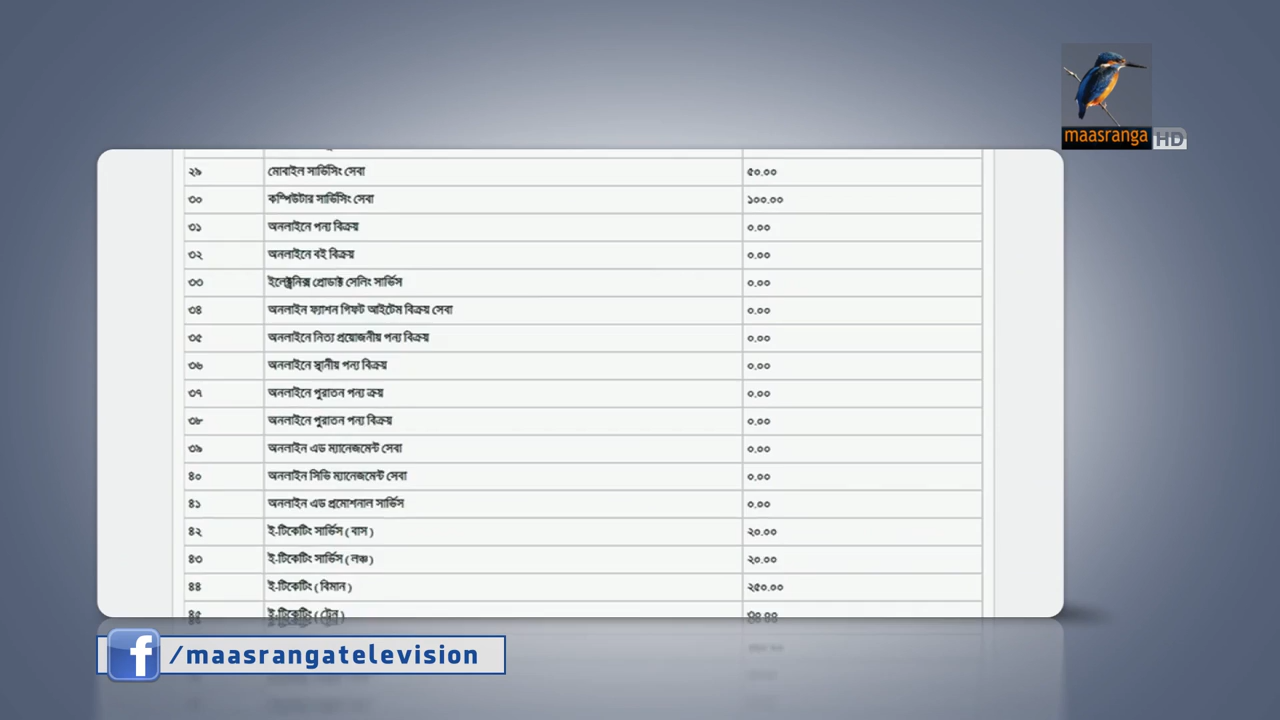 maasranga HD
২৯ মোবাইল সার্ভিসিং সেবা ৫০.০০
৩০ কম্পিউটার সার্ভিসিং সেবা ১০০.০০
৩১ অনলাইনে পন্য বিক্রয় ০.০০
৩২ অনলাইনে বই বিক্রয় ০.০০
৩৩ ইলেক্ট্রনিক্স প্রোডাক্ট সেলিং সার্ভিস ০.০০
৩৪ অনলাইন ফ্যাশন গিফট আইটেম বিক্রয় সেবা ০.০০
৩৫ অনলাইনে নিত্য প্রয়োজনীয় পন্য বিক্রয় ০.০০
৩৬ অনলাইনে স্থানীয় পন্য বিক্রয় ০.০০
৩৭ অনলাইনে পুরাতন পন্য ক্রয় ০.০০
৩৮ অনলাইনে পুরাতন পন্য বিক্রয় ০.০০
৩৯ অনলাইন এড ম্যানেজমেন্ট সেবা ০.০০
৪০ অনলাইন সিভি ম্যানেজমেন্ট সেবা ০.০০
৪১ অনলাইন এড প্রমোশনাল সার্ভিস ০.০০
৪২ ই-টিকেটিং সার্ভিস ( বাস ) ২০.০০
৪৩ ই-টিকেটিং সার্ভিস ( লঞ্চ ) ২০.০০
৪৪ ই-টিকেটিং ( বিমান ) ২৫০.০০
৪৫ ই-টিকেটিং ( ট্রেন ) ৩০.০০
f /maasrangatelevision